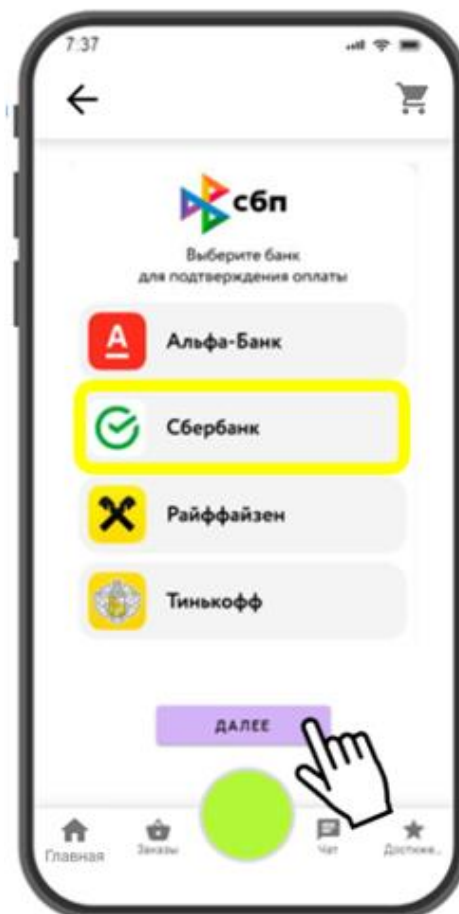 7:37
сбп
Выберите банк
для подтверждения оплаты
Альфа-Банк
Сбербанк
Райффайзен
Тинькофф
ДАЛЕЕ
Главная
Заказы
Чат
Достиже...